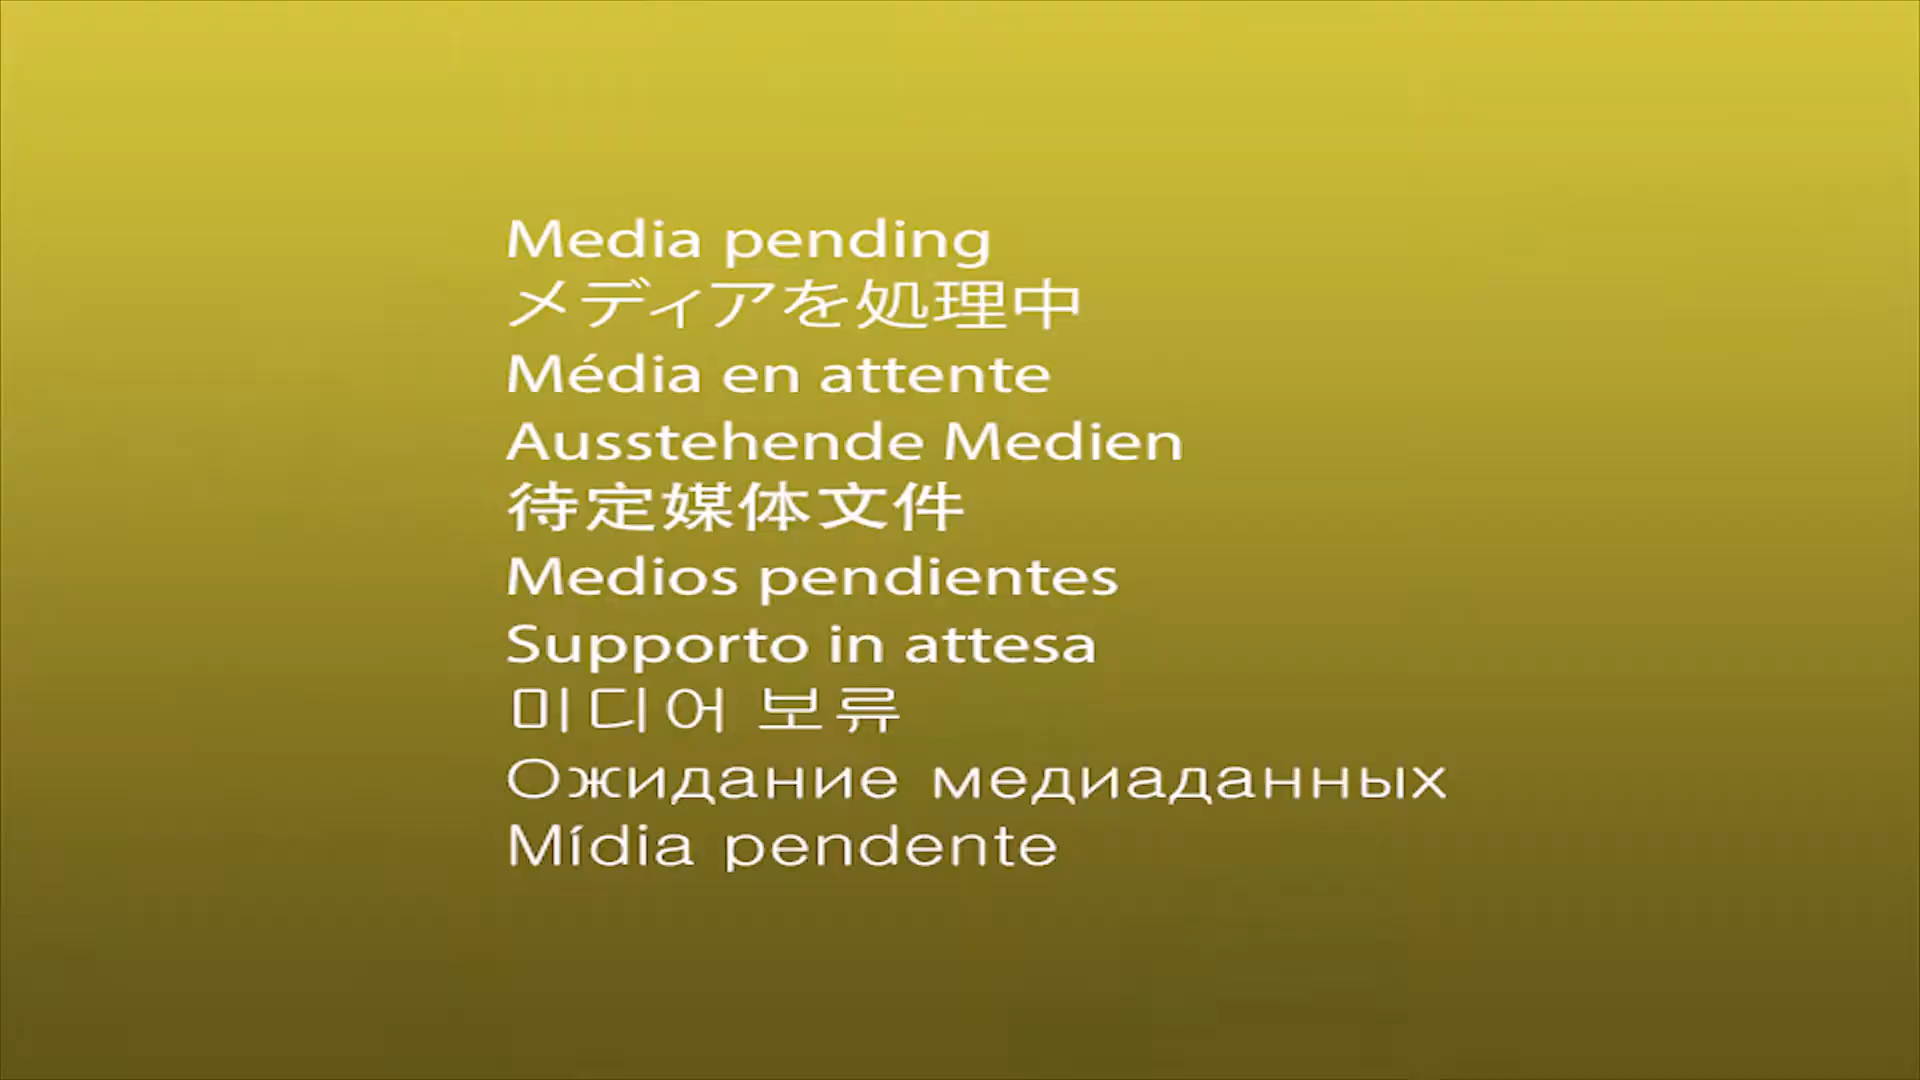 Media pending
メディアを処理中
Média en attente
Ausstehende Medien
待定媒体文件
Medios pendientes
Supporto in attesa
미디어 보류
Ожидание медиаданных
Mídia pendente